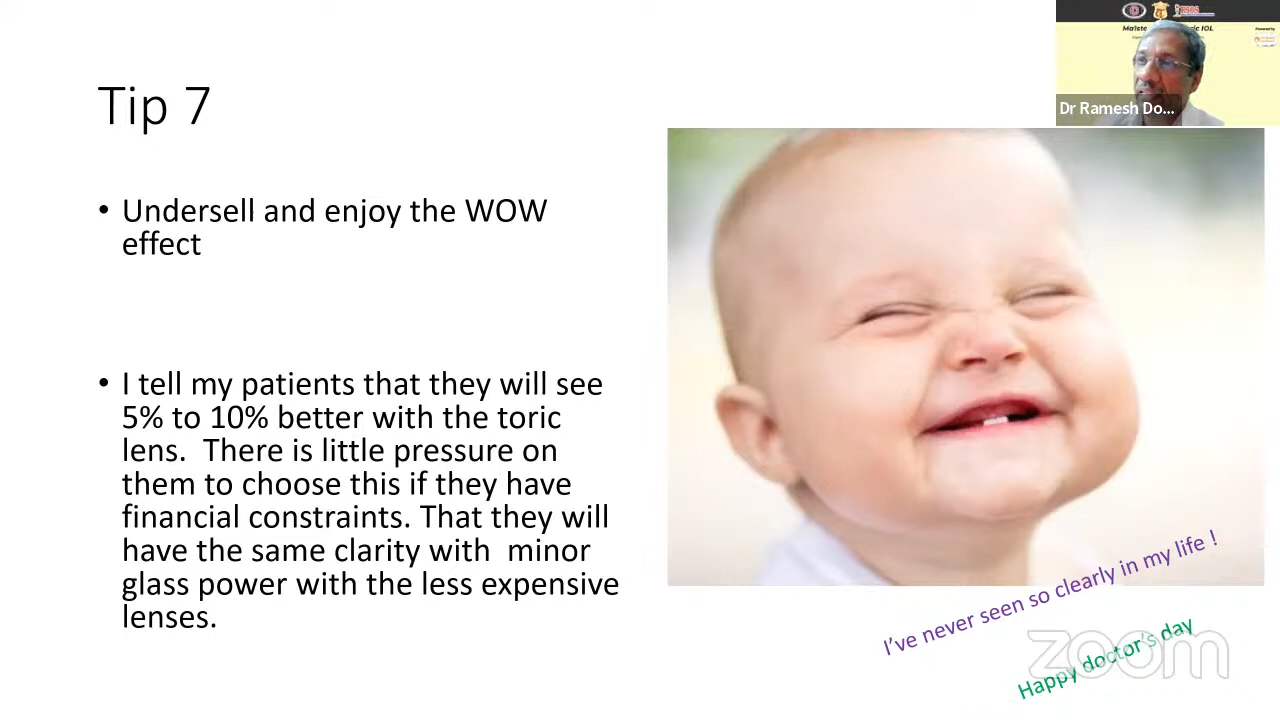 Tip 7
• Undersell and enjoy the WOW
effect
• I tell my patients that they will see
5% to 10% better with the toric
lens.  There is little pressure on
them to choose this if they have
financial constraints. That they will
have the same clarity with  minor
glass power with the less expensive
lenses.
Dr Ramesh Do...
I've never seen so clearly in my life !
Happy doctor's day
zoom